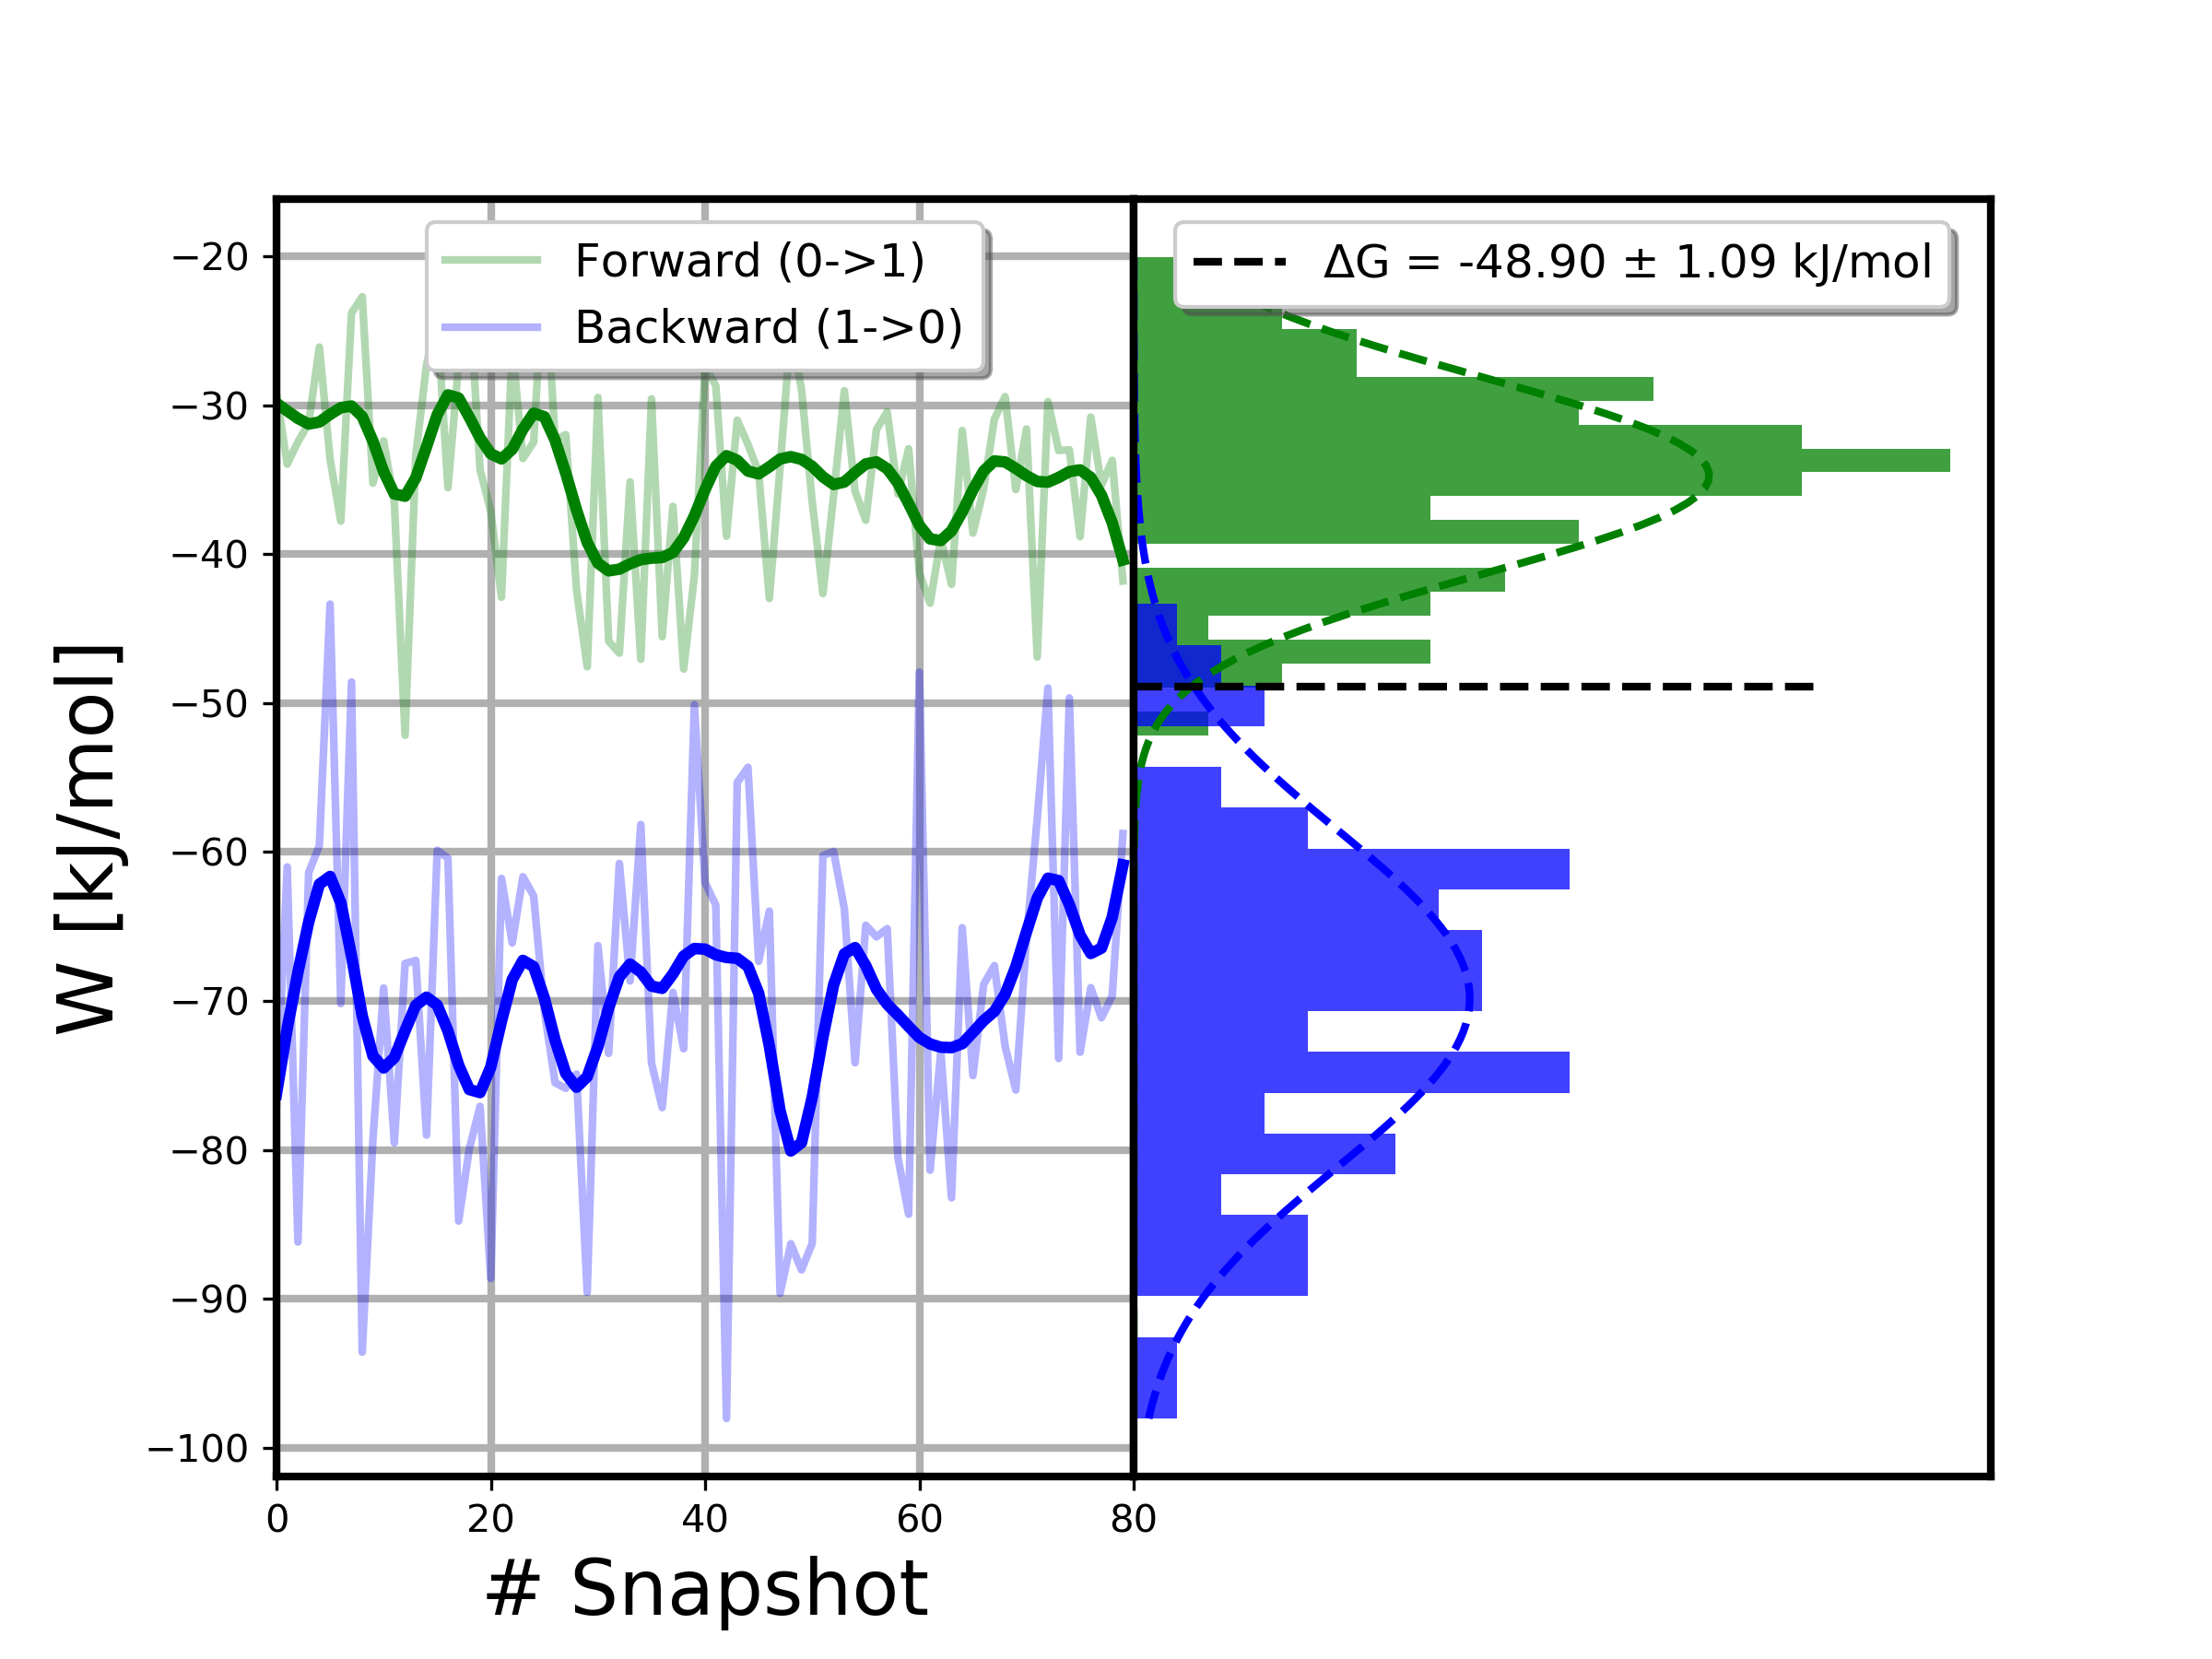 Forward (0->1)
Backward (1->0)
ΔG = -48.90 ± 1.09 kJ/mol
W [kJ/mol]
−20
−30
−40
−50
−60
−70
−80
−90
−100
0 20 40 60 80
# Snapshot